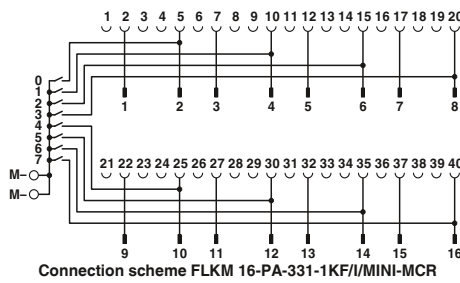 1 2 3 4 5 6 7 8 9 10 11 12 13 14 15 16 17 18 19 20
0
1
2
3
4
5
6
7
1 2 3 4 5 6 7 8
M–
M–
21 22 23 24 25 26 27 28 29 30 31 32 33 34 35 36 37 38 39 40
9 10 11 12 13 14 15 16
Connection scheme FLKM 16-PA-331-1KF/I/MINI-MCR